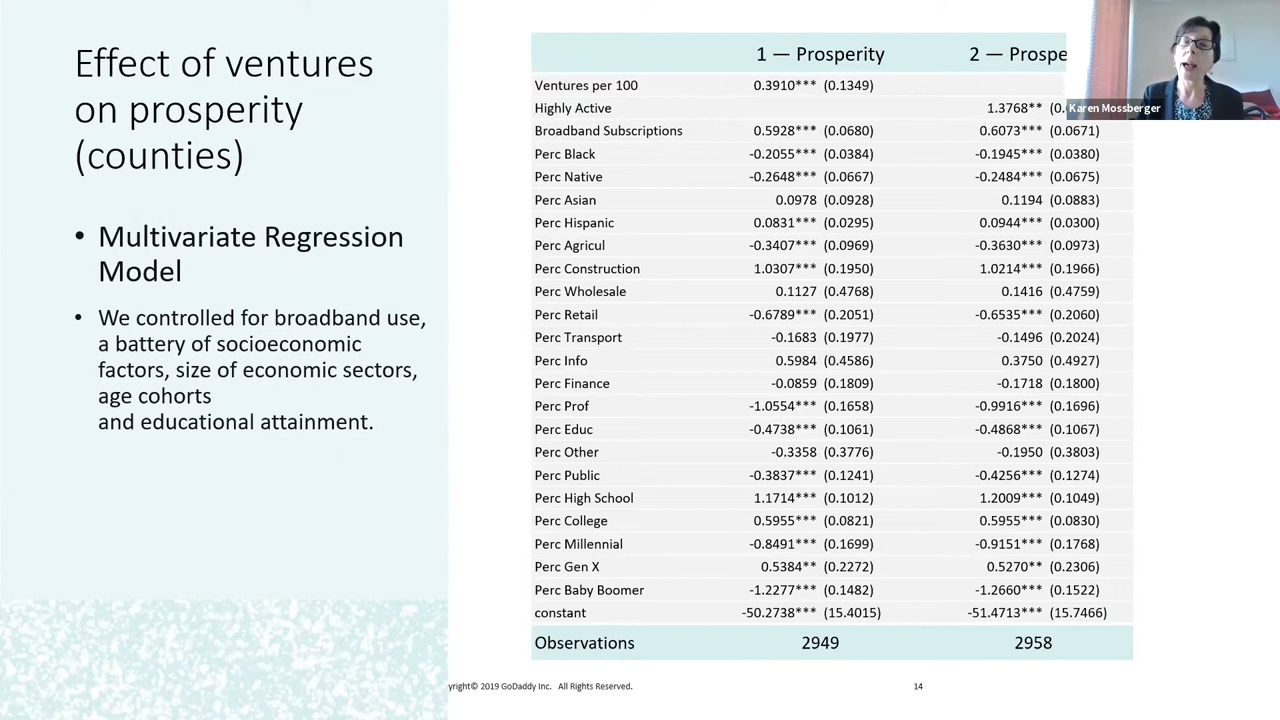 Effect of ventures
on prosperity
(counties)
• Multivariate Regression
Model
• We controlled for broadband use,
a battery of socioeconomic
factors, size of economic sectors,
age cohorts
and educational attainment.
1 — Prosperity 2 — Prospe
Ventures per 100 0.3910*** (0.1349)
Highly Active 1.3768** (0.
Broadband Subscriptions 0.5928*** (0.0680) 0.6073*** (0.0671)
Perc Black -0.2055*** (0.0384) -0.1945*** (0.0380)
Perc Native -0.2648*** (0.0667) -0.2484*** (0.0675)
Perc Asian 0.0978 (0.0928) 0.1194 (0.0883)
Perc Hispanic 0.0831*** (0.0295) 0.0944*** (0.0300)
Perc Agricul -0.3407*** (0.0969) -0.3630*** (0.0973)
Perc Construction 1.0307*** (0.1950) 1.0214*** (0.1966)
Perc Wholesale 0.1127 (0.4768) 0.1416 (0.4759)
Perc Retail -0.6789*** (0.2051) -0.6535*** (0.2060)
Perc Transport -0.1683 (0.1977) -0.1496 (0.2024)
Perc Info 0.5984 (0.4586) 0.3750 (0.4927)
Perc Finance -0.0859 (0.1809) -0.1718 (0.1800)
Perc Prof -1.0554*** (0.1658) -0.9916*** (0.1696)
Perc Educ -0.4738*** (0.1061) -0.4868*** (0.1067)
Perc Other -0.3358 (0.3776) -0.1950 (0.3803)
Perc Public -0.3837*** (0.1241) -0.4256*** (0.1274)
Perc High School 1.1714*** (0.1012) 1.2009*** (0.1049)
Perc College 0.5955*** (0.0821) 0.5955*** (0.0830)
Perc Millennial -0.8491*** (0.1699) -0.9151*** (0.1768)
Perc Gen X 0.5384** (0.2272) 0.5270** (0.2306)
Perc Baby Boomer -1.2277*** (0.1482) -1.2660*** (0.1522)
constant -50.2738*** (15.4015) -51.4713*** (15.7466)
Observations 2949 2958
yright© 2019 GoDaddy Inc. All Rights Reserved. 14
Karen Mossberger